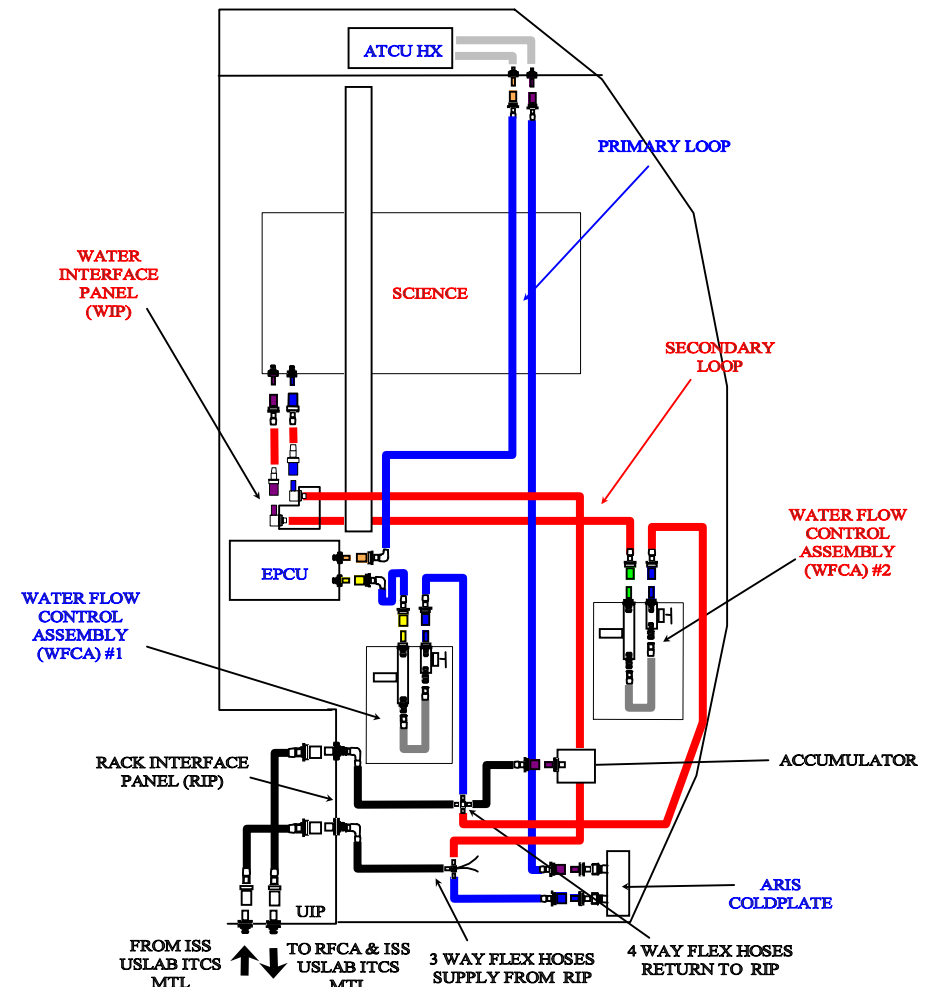 ATCU HX
PRIMARY LOOP
WATER
INTERFACE
PANEL
(WIP)
SCIENCE
SECONDARY
LOOP
WATER FLOW
CONTROL
ASSEMBLY
(WFCA) #2
EPCU
WATER FLOW
CONTROL
ASSEMBLY
(WFCA) #1
RACK INTERFACE
PANEL (RIP)
ACCUMULATOR
ARIS
COLDPLATE
UIP
FROM ISS
USLAB ITCS
MTL
TO RFCA & ISS
USLAB ITCS
MTL
3 WAY FLEX HOSES
SUPPLY FROM RIP
4 WAY FLEX HOSES
RETURN TO RIP